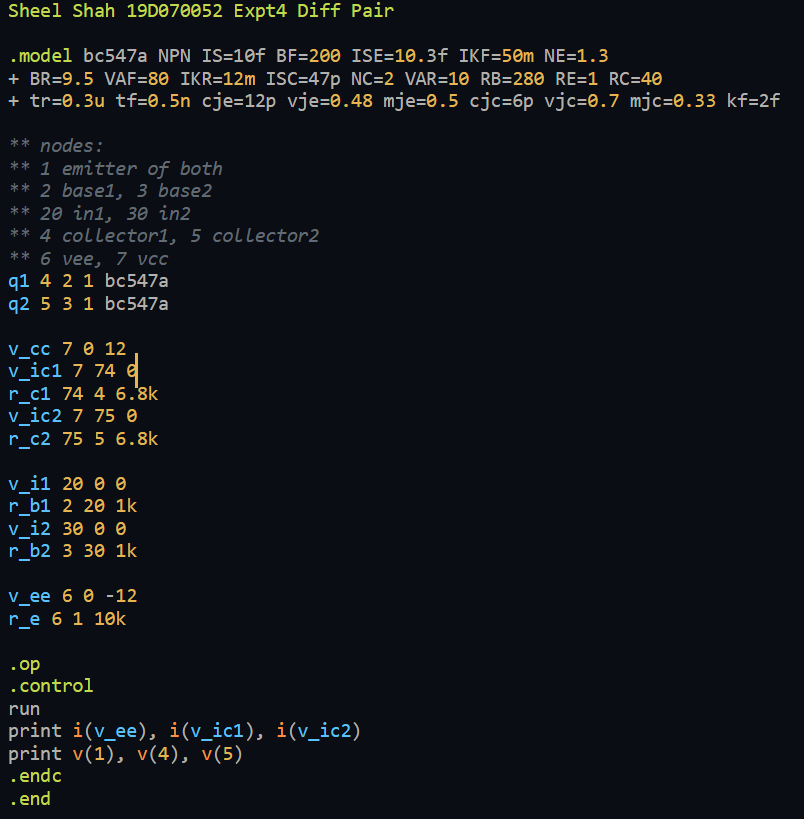 Sheel Shah 19D070052 Expt4 Diff Pair
.model bc547a NPN IS=10f BF=200 ISE=10.3f IKF=50m NE=1.3
+ BR=9.5 VAF=80 IKR=12m ISC=47p NC=2 VAR=10 RB=280 RE=1 RC=40
+ tr=0.3u tf=0.5n cje=12p vje=0.48 mje=0.5 cjc=6p vjc=0.7 mjc=0.33 kf=2f
** nodes:
** 1 emitter of both
** 2 base1, 3 base2
** 20 in1, 30 in2
** 4 collector1, 5 collector2
** 6 vee, 7 vcc
q1 4 2 1 bc547a
q2 5 3 1 bc547a
v_cc 7 0 12
v_ic1 7 74 0
r_c1 74 4 6.8k
v_ic2 7 75 0
r_c2 75 5 6.8k
v_i1 20 0 0
r_b1 2 20 1k
v_i2 30 0 0
r_b2 3 30 1k
v_ee 6 0 -12
r_e 6 1 10k
.op
.control
run
print i(v_ee), i(v_ic1), i(v_ic2)
print v(1), v(4), v(5)
.endc
.end